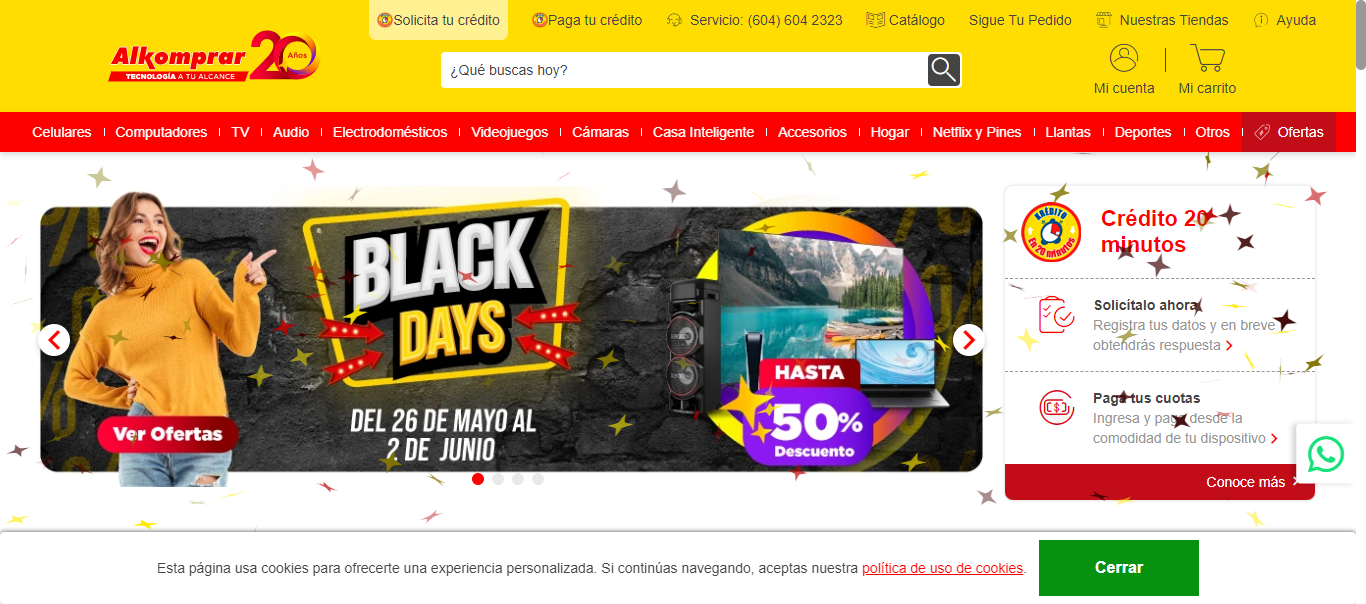 Solicita tu crédito
Paga tu crédito
Servicio: (604) 604 2323
Catálogo
Sigue Tu Pedido
Nuestras Tiendas
Ayuda
Alkomprar
TECNOLOGÍA A TU ALCANCE
20 Años
¿Qué buscas hoy?
Mi cuenta
Mi carrito
Celulares
Computadores
TV
Audio
Electrodomésticos
Videojuegos
Cámaras
Casa Inteligente
Accesorios
Hogar
Netflix y Pines
Llantas
Deportes
Otros
Ofertas
BLACK
DAYS
DEL 26 DE MAYO AL
2 DE JUNIO
Ver Ofertas
HASTA
50%
Descuento
KRÉDITO
En 20 minutos
Crédito 20
minutos
Solicítalo ahora
Registra tus datos y en breve
obtendrás respuesta
Paga tus cuotas
Ingresa y paga desde la
comodidad de tu dispositivo
Conoce más
Esta página usa cookies para ofrecerte una experiencia personalizada. Si continúas navegando, aceptas nuestra política de uso de cookies.
Cerrar